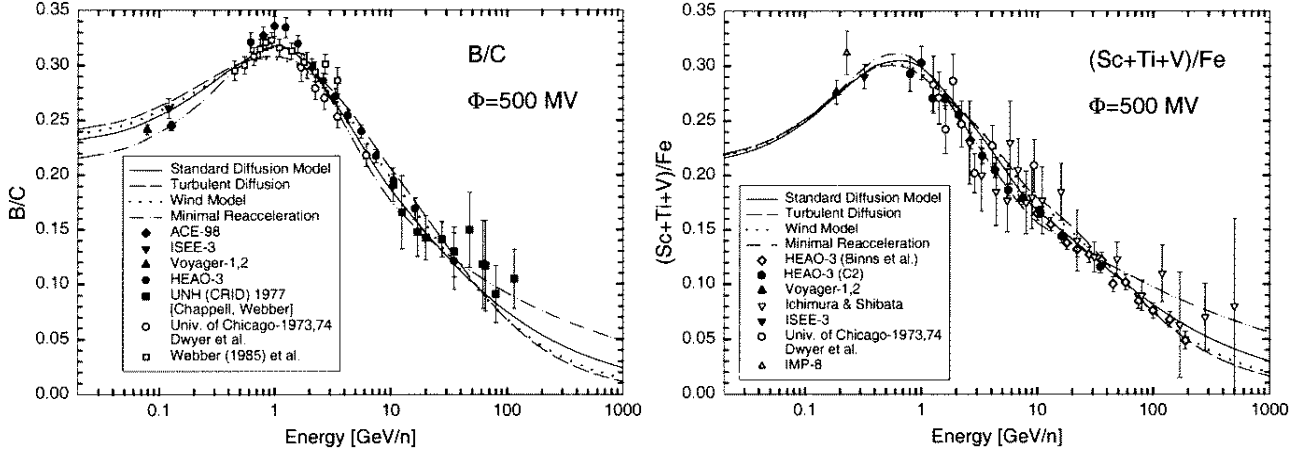 B/C
Φ=500 MV
0.35
0.30
0.25
0.20
0.15
0.10
0.05
0.00
B/C
Standard Diffusion Model
Turbulent Diffusion
Wind Model
Minimal Reacceleration
ACE-98
ISEE-3
Voyager-1,2
HEAO-3
UNH (CRID) 1977
[Chappell, Webber]
Univ. of Chicago-1973,74
Dwyer et al.
Webber (1985) et al.
0.1 1 10 100 1000
Energy [GeV/n]
(Sc+Ti+V)/Fe
Φ=500 MV
0.35
0.30
0.25
0.20
0.15
0.10
0.05
0.00
(Sc+Ti+V)/Fe
Standard Diffusion Model
Turbulent Diffusion
Wind Model
Minimal Reacceleration
HEAO-3 (Binns et al.)
HEAO-3 (C2)
Voyager-1,2
Ichimura & Shibata
ISEE-3
Univ. of Chicago-1973,74
Dwyer et al.
IMP-8
0.1 1 10 100 1000
Energy [GeV/n]